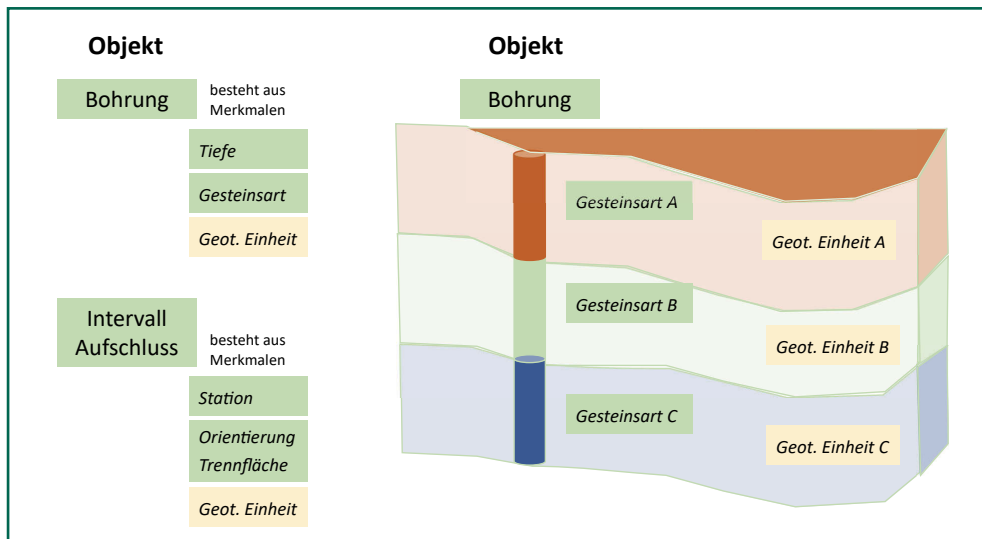 Objekt
Bohrung
besteht aus
Merkmalen
Tiefe
Gesteinsart
Geot. Einheit
Intervall
Aufschluss
besteht aus
Merkmalen
Station
Orientierung
Trennfläche
Geot. Einheit
Objekt
Bohrung
Gesteinsart A
Geot. Einheit A
Gesteinsart B
Geot. Einheit B
Gesteinsart C
Geot. Einheit C